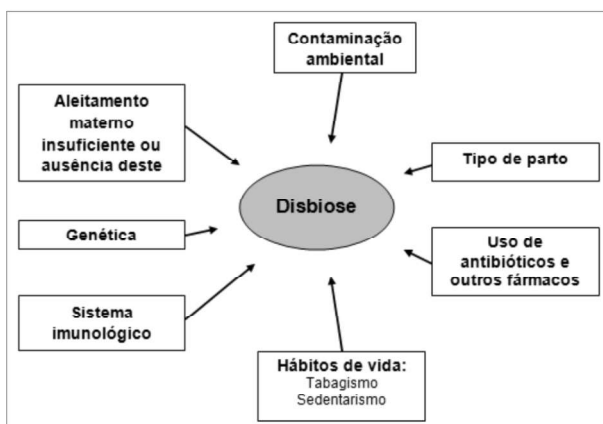 Contaminação
ambiental
Aleitamento
materno
insuficiente ou
ausência deste
Tipo de parto
Disbiose
Genética
Uso de
antibióticos e
outros fármacos
Sistema
imunológico
Hábitos de vida:
Tabagismo
Sedentarismo